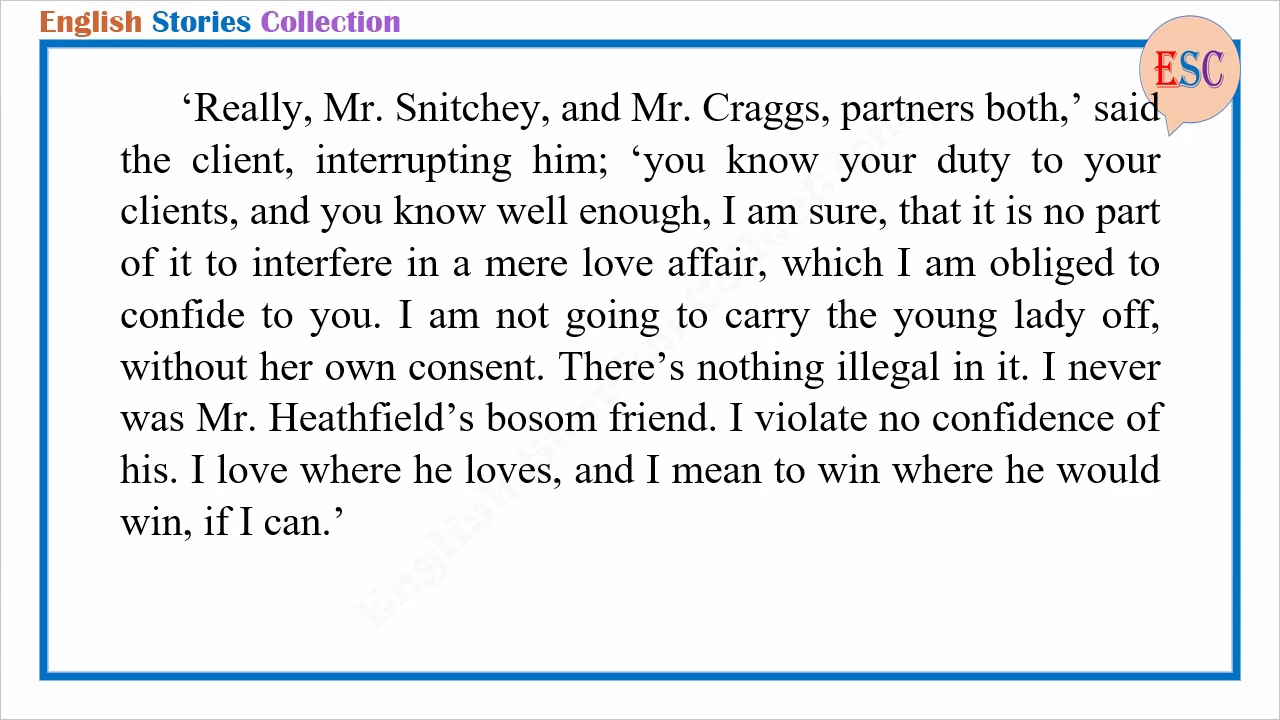 English Stories Collection
ESC
‘Really, Mr. Snitchey, and Mr. Craggs, partners both,’ said
the client, interrupting him; ‘you know your duty to your
clients, and you know well enough, I am sure, that it is no part
of it to interfere in a mere love affair, which I am obliged to
confide to you. I am not going to carry the young lady off,
without her own consent. There’s nothing illegal in it. I never
was Mr. Heathfield’s bosom friend. I violate no confidence of
his. I love where he loves, and I mean to win where he would
win, if I can.’
English Stories Collection